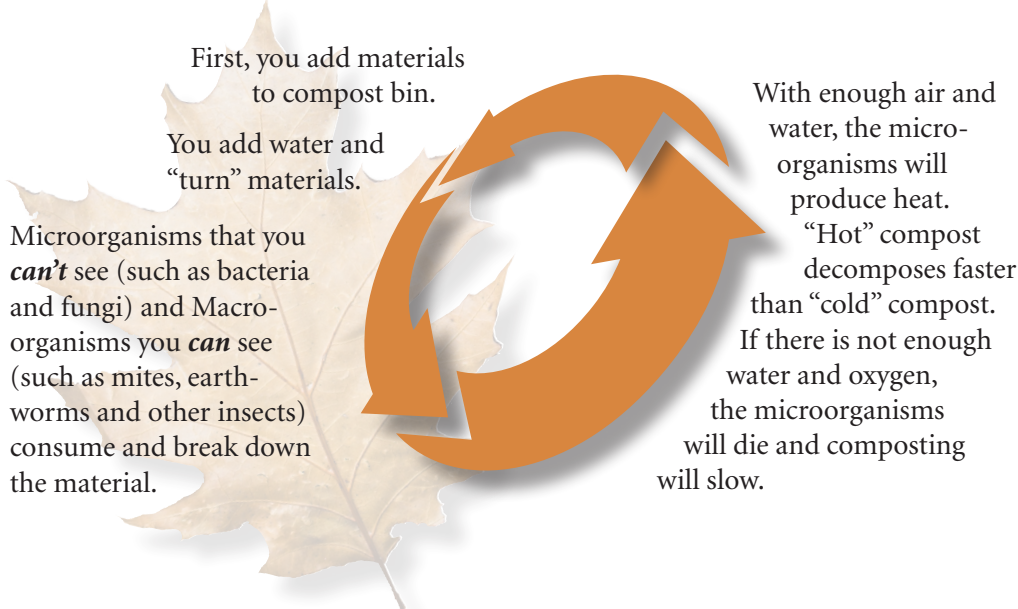 First, you add materials
to compost bin.
You add water and
“turn” materials.
Microorganisms that you
can't see (such as bacteria
and fungi) and Macro-
organisms you can see
(such as mites, earth-
worms and other insects)
consume and break down
the material.
With enough air and
water, the micro-
organisms will
produce heat.
“Hot” compost
decomposes faster
than “cold” compost.
If there is not enough
water and oxygen,
the microorganisms
will die and composting
will slow.